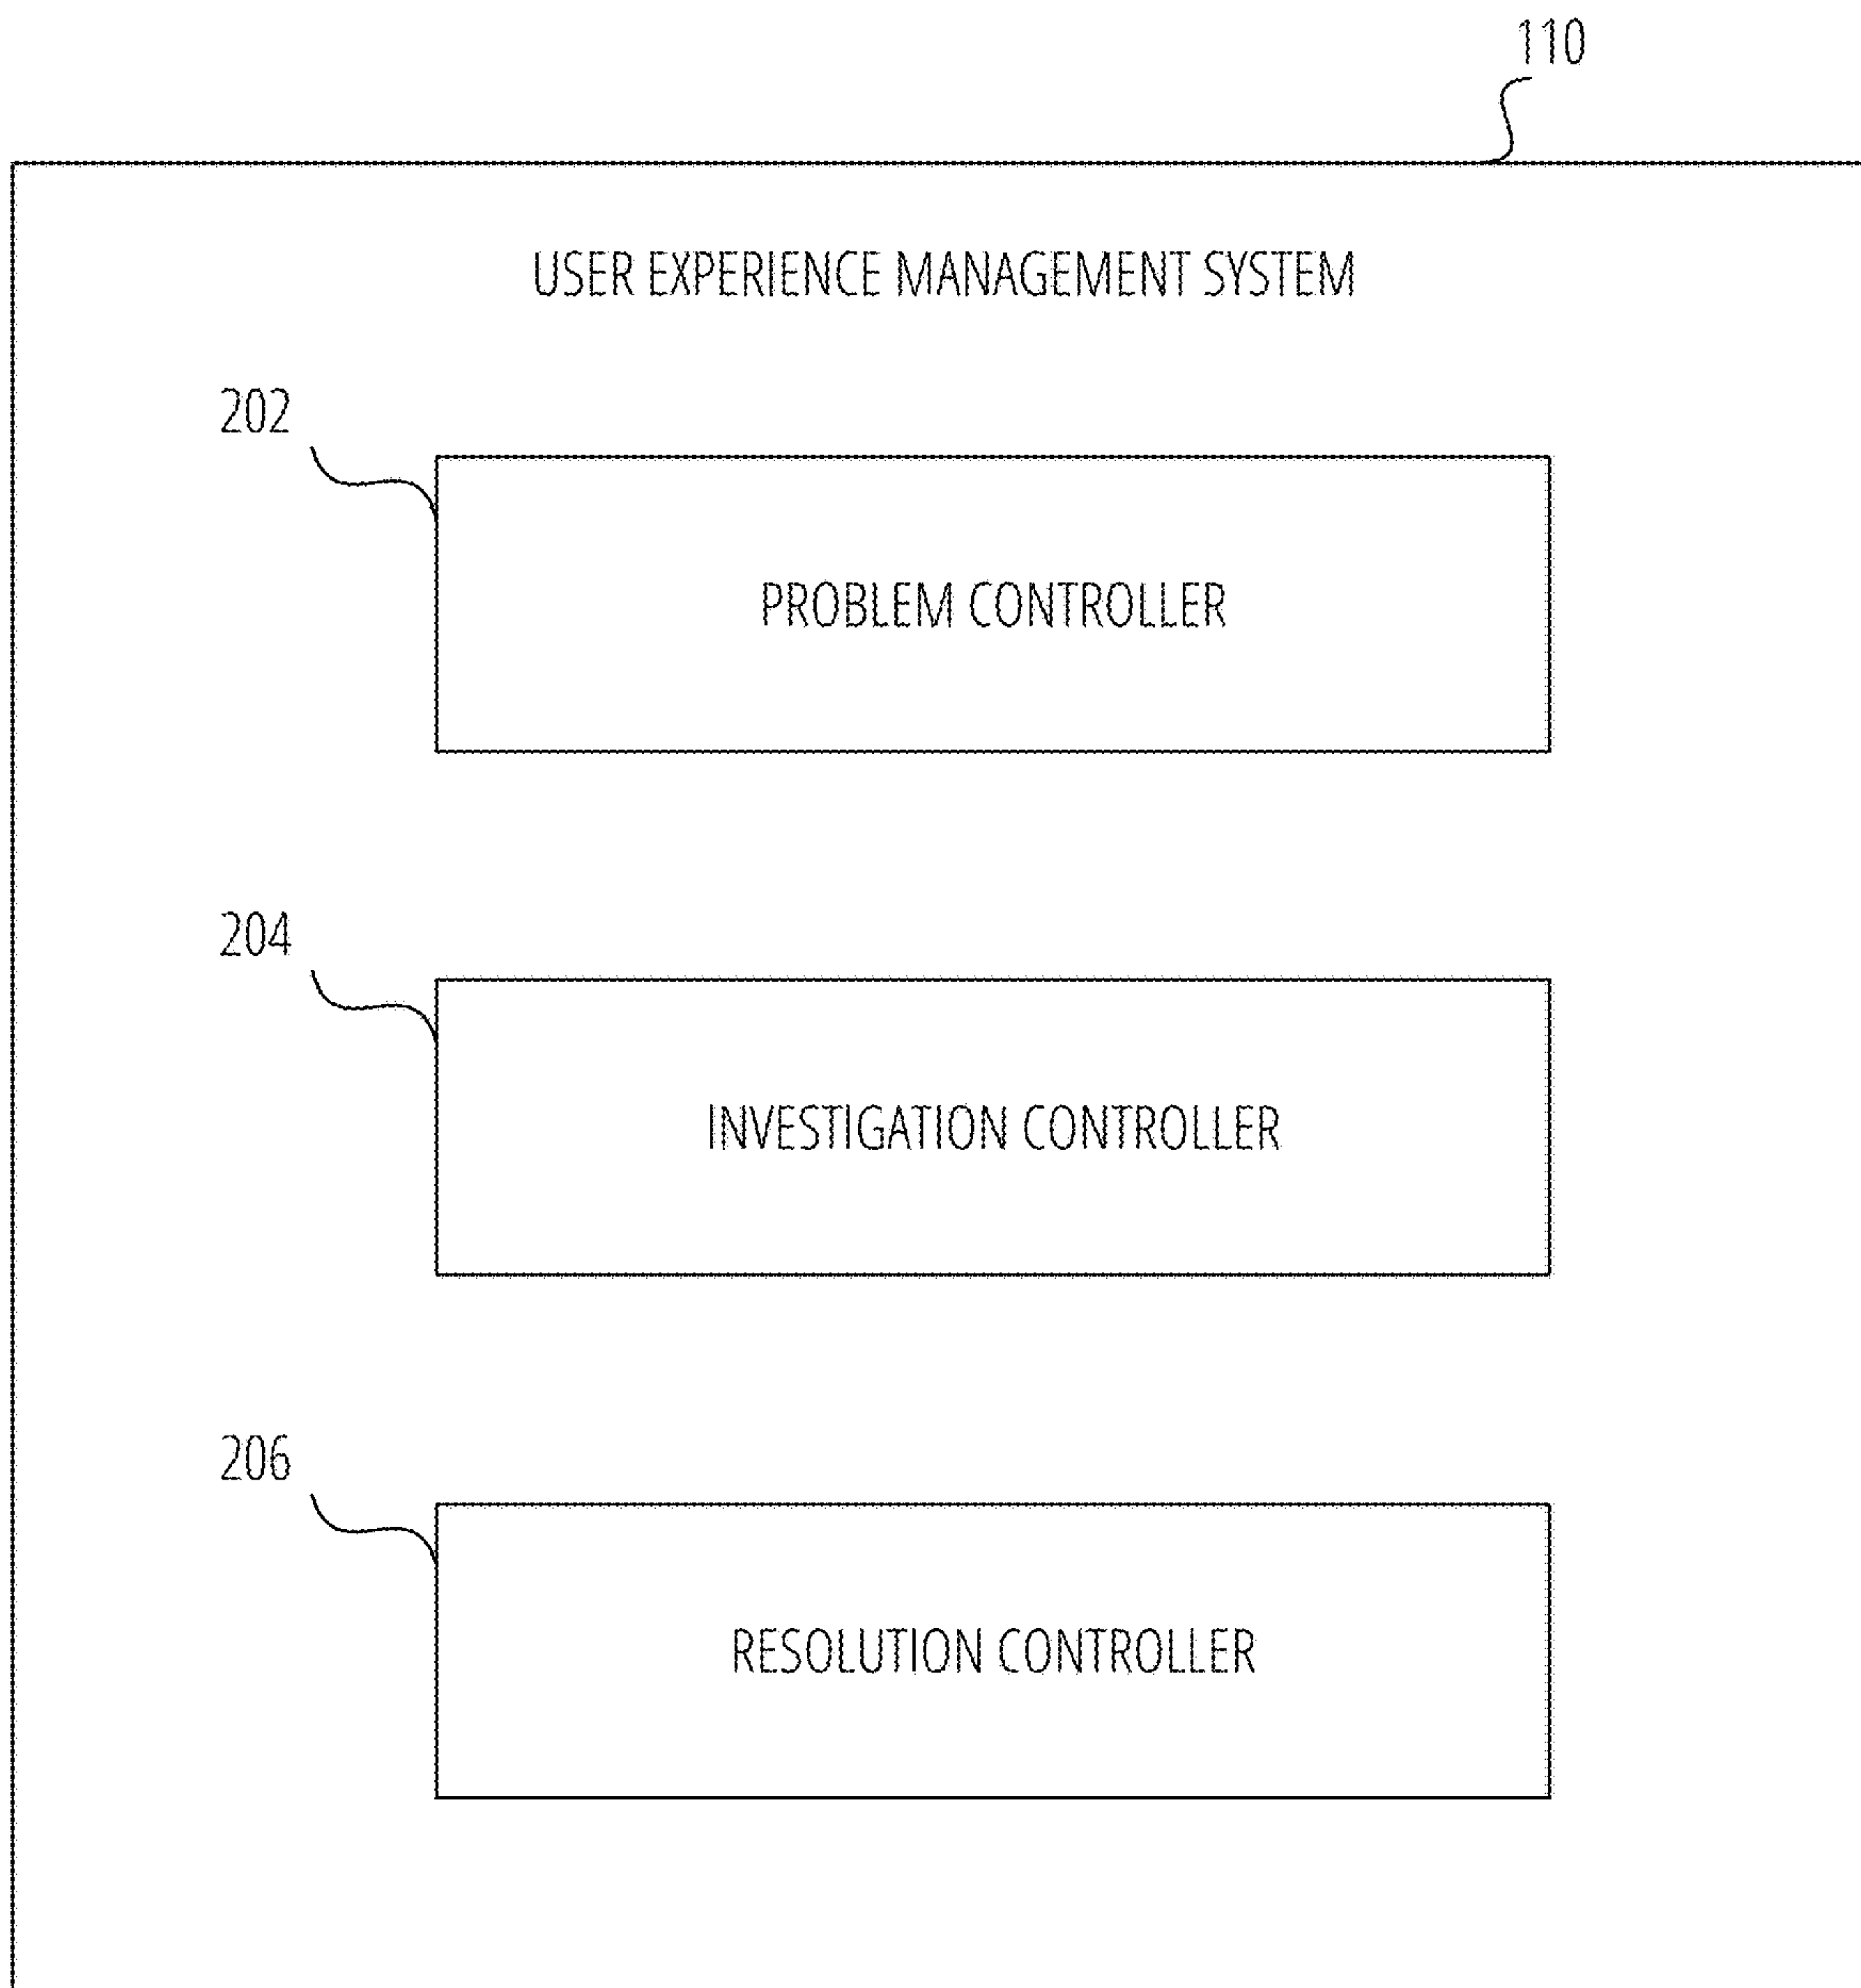 110
USER EXPERIENCE MANAGEMENT SYSTEM
202
PROBLEM CONTROLLER
204
INVESTIGATION CONTROLLER
206
RESOLUTION CONTROLLER